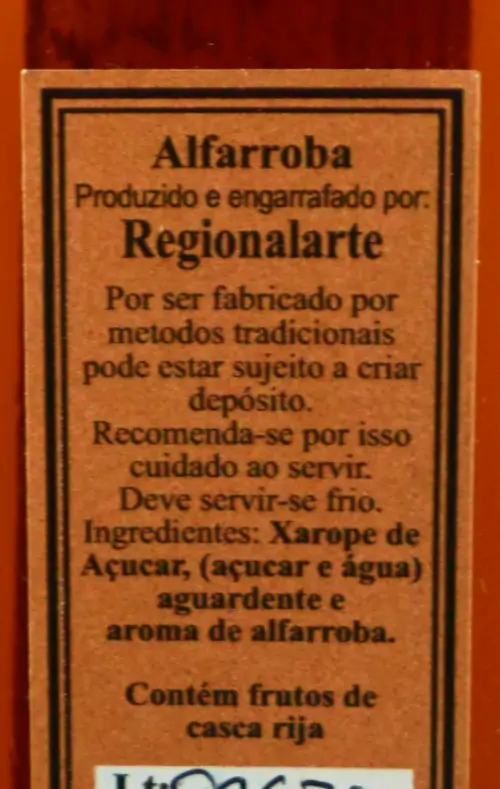 Alfarroba
Produzido e engarrafado por:
Regionalarte
Por ser fabricado por
metodos tradicionais
pode estar sujeito a criar
depósito.
Recomenda-se por isso
cuidado ao servir.
Deve servir-se frio.
Ingredientes: Xarope de
Açucar, (açucar e água)
aguardente e
aroma de alfarroba.
Contém frutos de
casca rija